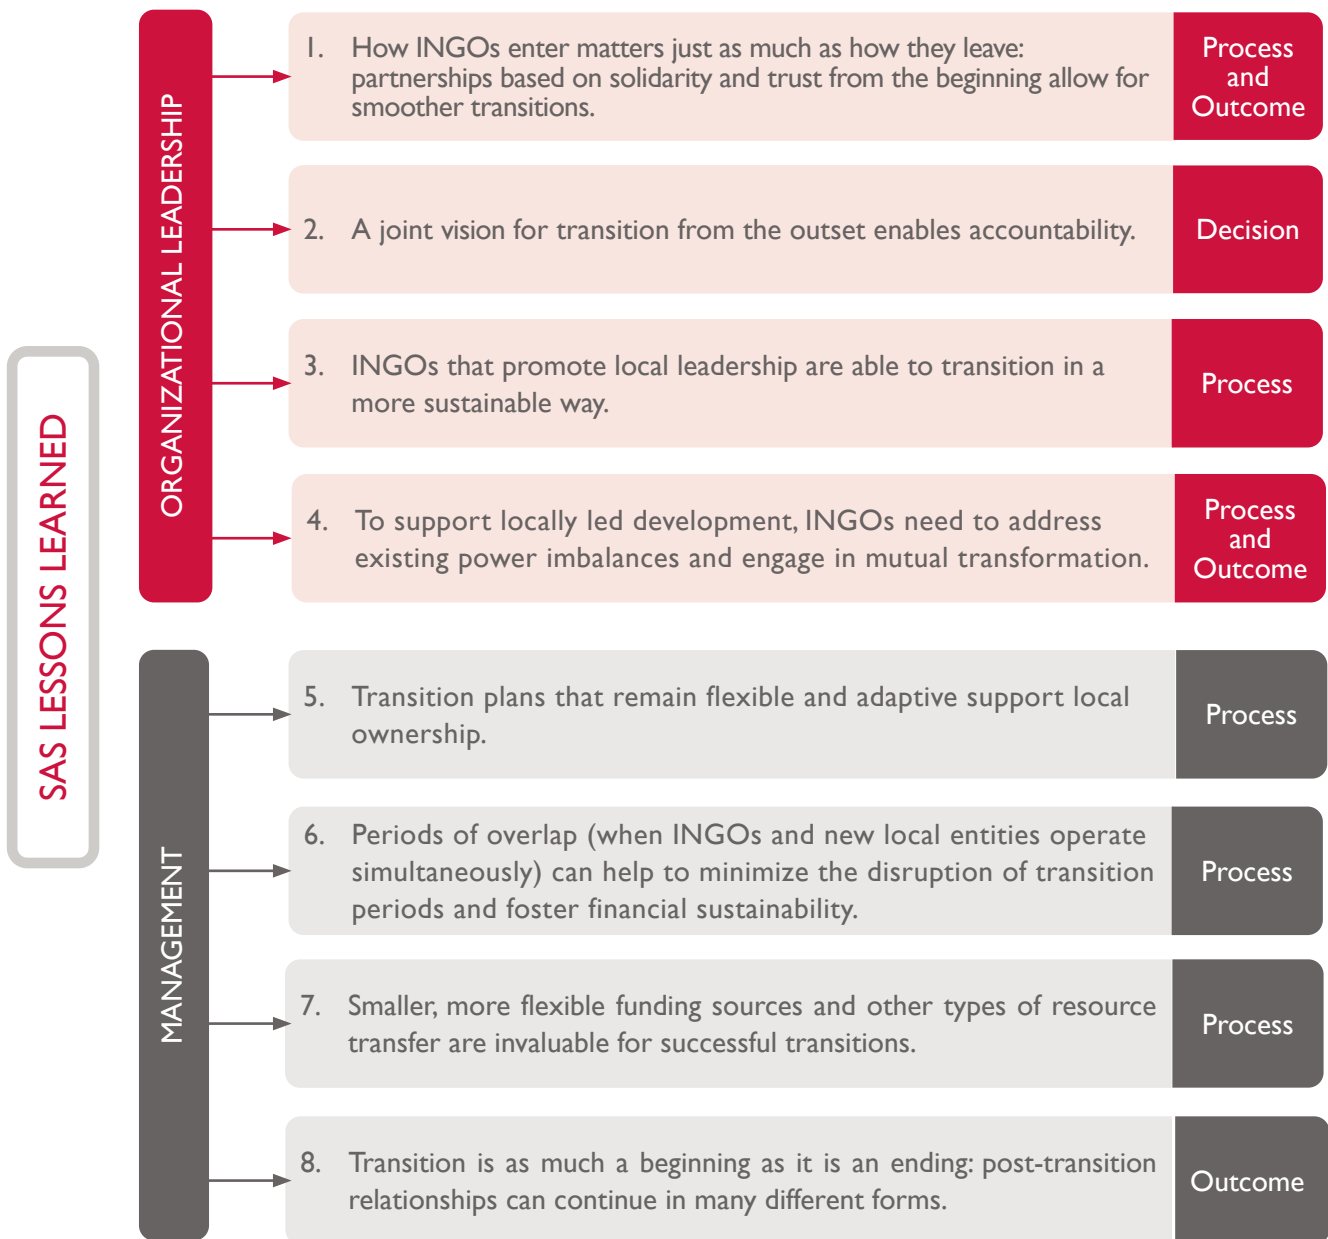 SAS LESSONS LEARNED
ORGANIZATIONAL LEADERSHIP
1. How INGOs enter matters just as much as how they leave:
partnerships based on solidarity and trust from the beginning allow for
smoother transitions.
Process
and
Outcome
2. A joint vision for transition from the outset enables accountability.
Decision
3. INGOs that promote local leadership are able to transition in a
more sustainable way.
Process
4. To support locally led development, INGOs need to address
existing power imbalances and engage in mutual transformation.
Process
and
Outcome
MANAGEMENT
5. Transition plans that remain flexible and adaptive support local
ownership.
Process
6. Periods of overlap (when INGOs and new local entities operate
simultaneously) can help to minimize the disruption of transition
periods and foster financial sustainability.
Process
7. Smaller, more flexible funding sources and other types of resource
transfer are invaluable for successful transitions.
Process
8. Transition is as much a beginning as it is an ending: post-transition
relationships can continue in many different forms.
Outcome